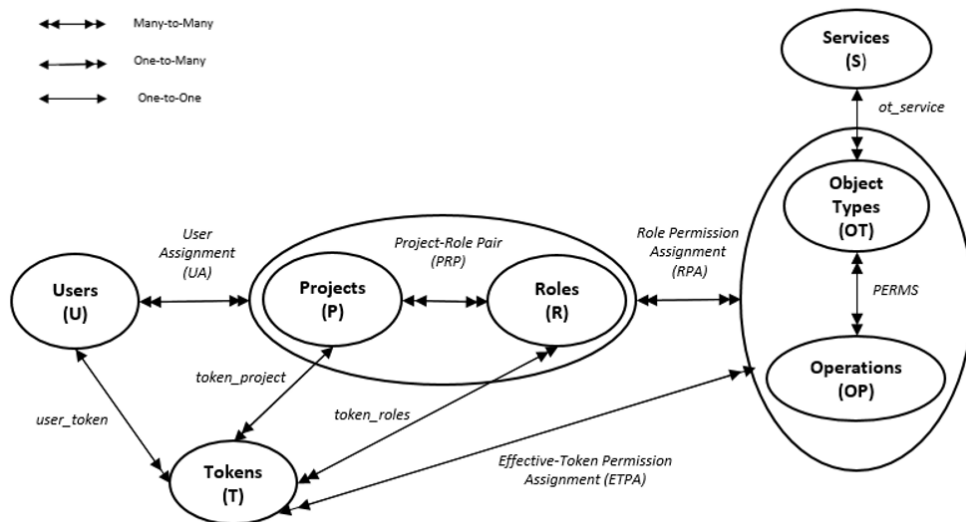 Many-to-Many
One-to-Many
One-to-One
Services
(S)
ot_service
Object
Types
(OT)
PERMS
Operations
(OP)
User
Assignment
(UA)
Project-Role Pair
(PRP)
Role Permission
Assignment
(RPA)
Users
(U)
Projects
(P)
Roles
(R)
token_project
user_token
token_roles
Tokens
(T)
Effective-Token Permission
Assignment (ETPA)